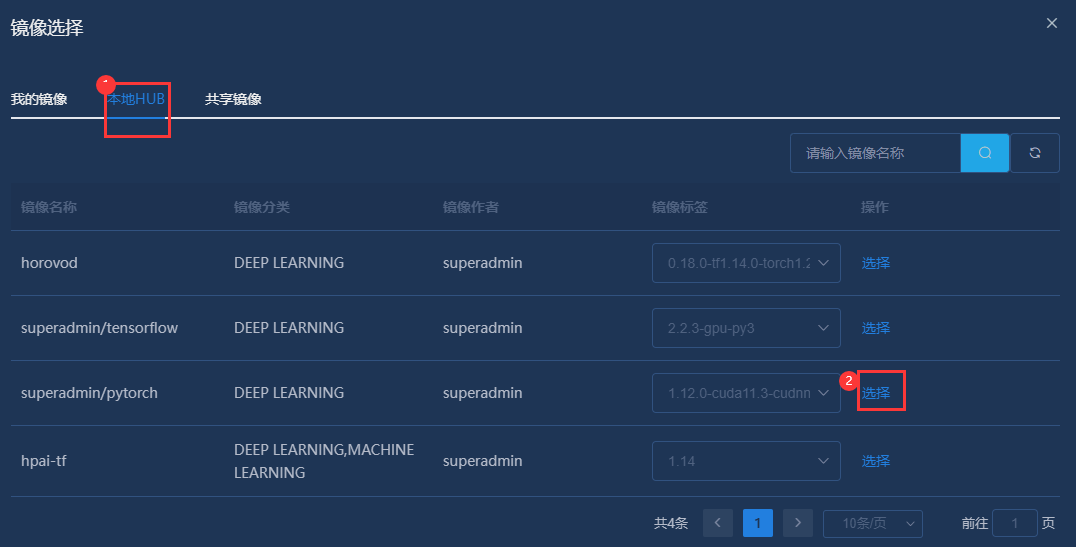 镜像选择
我的镜像 本地HUB 共享镜像
请输入镜像名称
镜像名称 镜像分类 镜像作者 镜像标签 操作
horovod DEEP LEARNING superadmin 0.18.0-tf1.14.0-torch1.2 选择
superadmin/tensorflow DEEP LEARNING superadmin 2.2.3-gpu-py3 选择
superadmin/pytorch DEEP LEARNING superadmin 1.12.0-cuda11.3-cudnn 2 选择
hpai-tf DEEP LEARNING,MACHINE LEARNING superadmin 1.14 选择
共4条 1 10条/页 前往 1 页